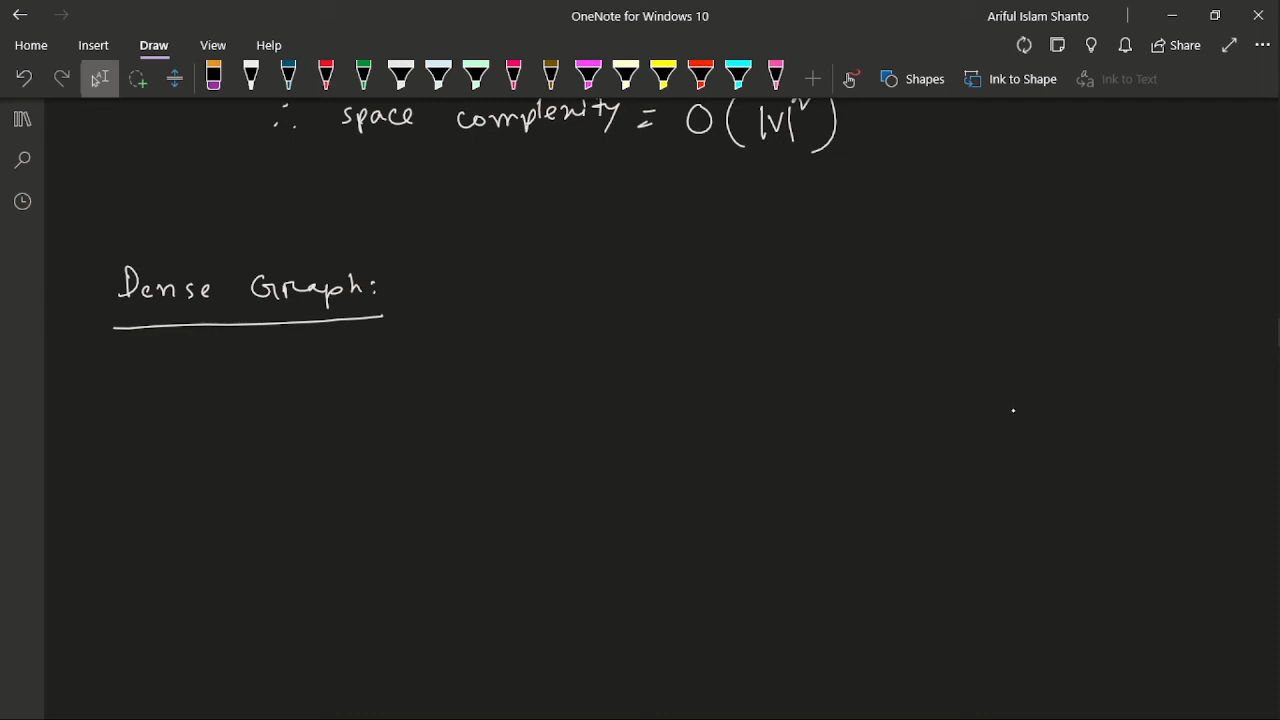 OneNote for Windows 10
Ariful Islam Shanto
Home Insert Draw View Help
Share
Shapes Ink to Shape Ink to Text
∴ space complexity = O(|V|²)
Dense Graph: